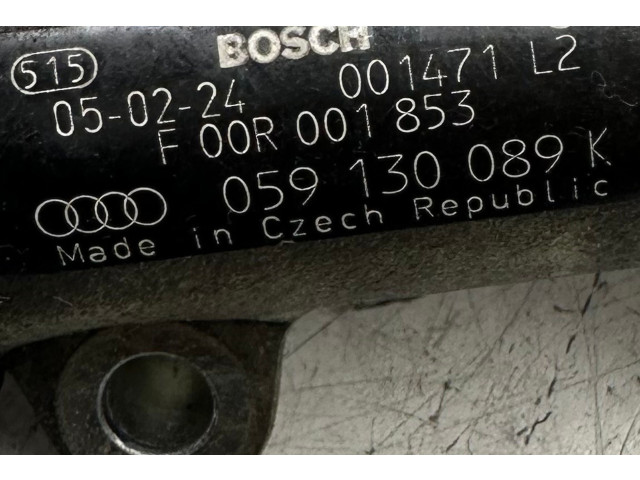 BOSCH
515
05-02-24 001471 L2
F 00R 001 853
059 130 089 K
Made in Czech Republic